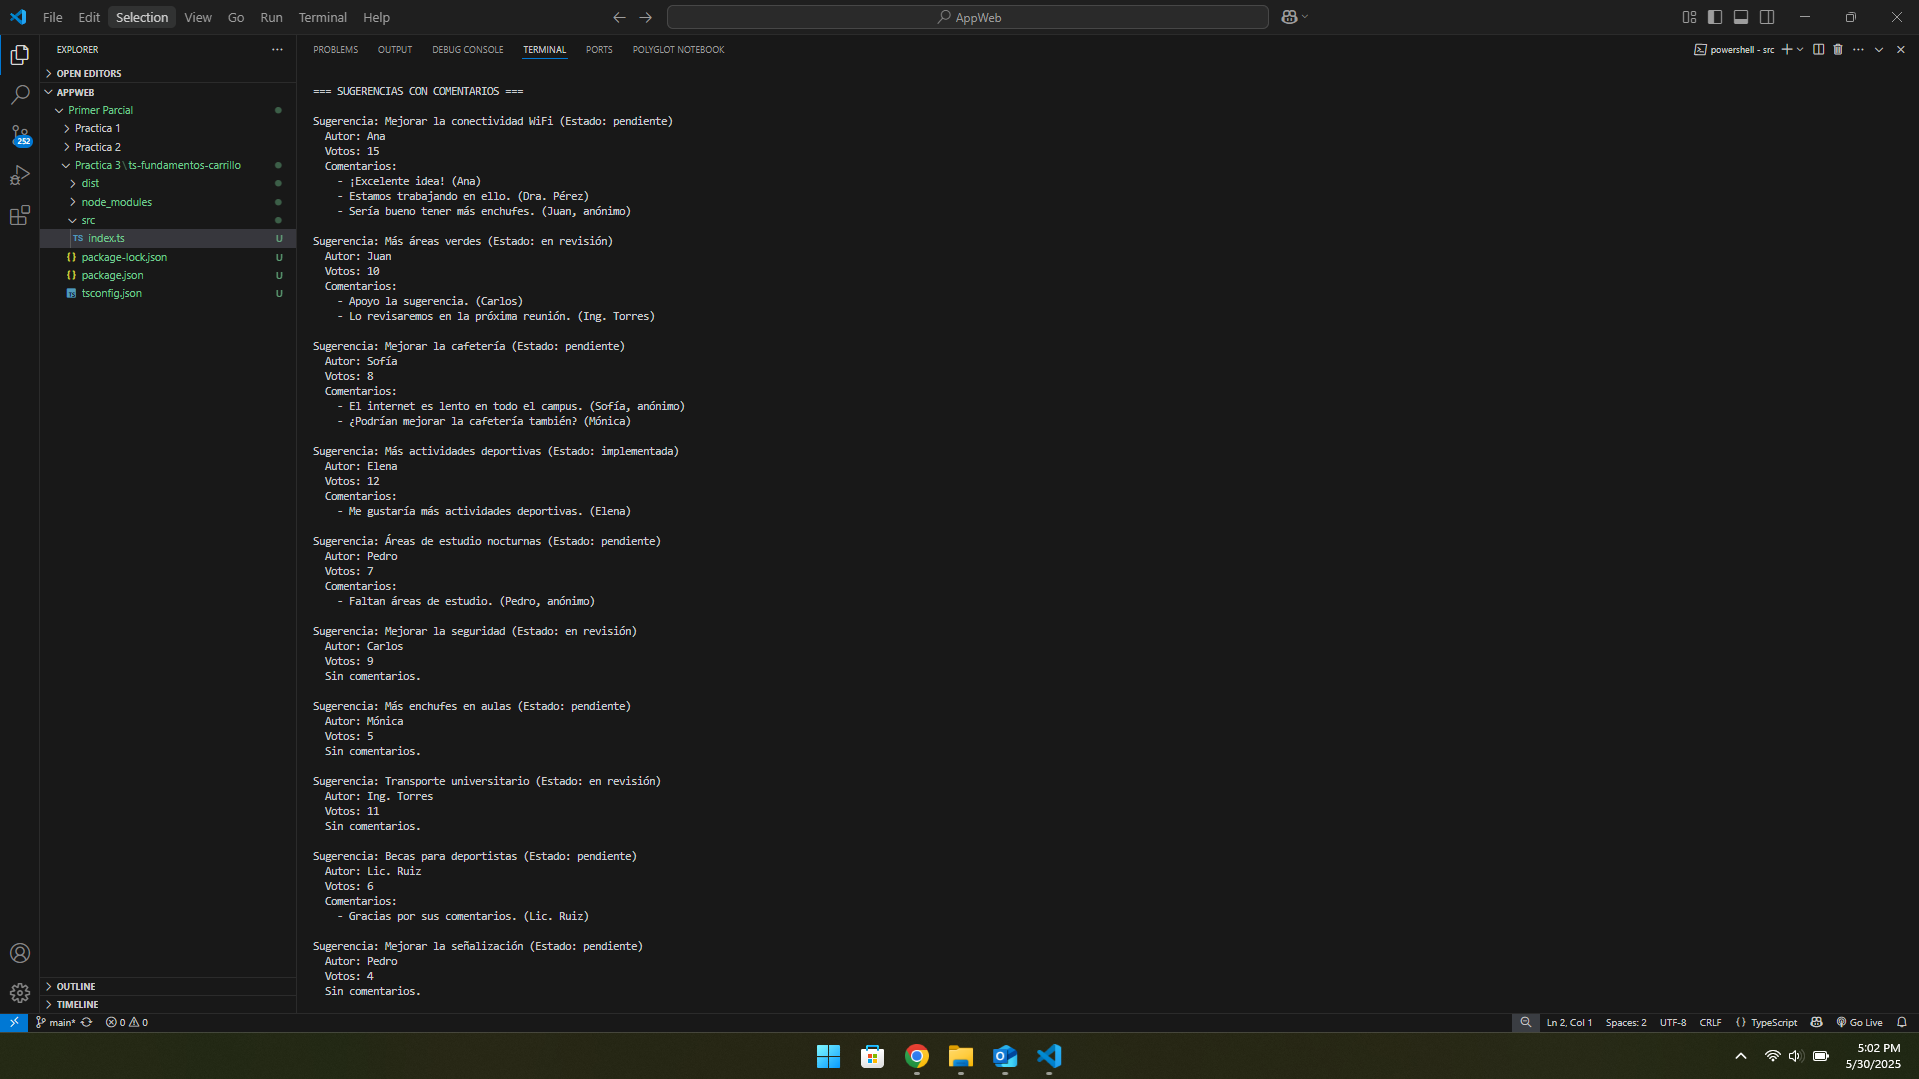 File Edit Selection View Go Run Terminal Help
AppWeb
EXPLORER
OPEN EDITORS
APPWEB
Primer Parcial
Practica 1
Practica 2
Practica 3\ts-fundamentos-carrillo
dist
node_modules
src
TS index.ts U
{} package-lock.json U
{} package.json U
tsconfig.json U
252
OUTLINE
TIMELINE
PROBLEMS OUTPUT DEBUG CONSOLE TERMINAL PORTS POLYGLOT NOTEBOOK
powershell - src
=== SUGERENCIAS CON COMENTARIOS ===
Sugerencia: Mejorar la conectividad WiFi (Estado: pendiente)
Autor: Ana
Votos: 15
Comentarios:
- ¡Excelente idea! (Ana)
- Estamos trabajando en ello. (Dra. Pérez)
- Sería bueno tener más enchufes. (Juan, anónimo)
Sugerencia: Más áreas verdes (Estado: en revisión)
Autor: Juan
Votos: 10
Comentarios:
- Apoyo la sugerencia. (Carlos)
- Lo revisaremos en la próxima reunión. (Ing. Torres)
Sugerencia: Mejorar la cafetería (Estado: pendiente)
Autor: Sofía
Votos: 8
Comentarios:
- El internet es lento en todo el campus. (Sofía, anónimo)
- ¿Podrían mejorar la cafetería también? (Mónica)
Sugerencia: Más actividades deportivas (Estado: implementada)
Autor: Elena
Votos: 12
Comentarios:
- Me gustaría más actividades deportivas. (Elena)
Sugerencia: Áreas de estudio nocturnas (Estado: pendiente)
Autor: Pedro
Votos: 7
Comentarios:
- Faltan áreas de estudio. (Pedro, anónimo)
Sugerencia: Mejorar la seguridad (Estado: en revisión)
Autor: Carlos
Votos: 9
Sin comentarios.
Sugerencia: Más enchufes en aulas (Estado: pendiente)
Autor: Mónica
Votos: 5
Sin comentarios.
Sugerencia: Transporte universitario (Estado: en revisión)
Autor: Ing. Torres
Votos: 11
Sin comentarios.
Sugerencia: Becas para deportistas (Estado: pendiente)
Autor: Lic. Ruiz
Votos: 6
Comentarios:
- Gracias por sus comentarios. (Lic. Ruiz)
Sugerencia: Mejorar la señalización (Estado: pendiente)
Autor: Pedro
Votos: 4
Sin comentarios.
main* 0 0
Ln 2, Col 1 Spaces: 2 UTF-8 CRLF {} TypeScript Go Live
5:02 PM
5/30/2025